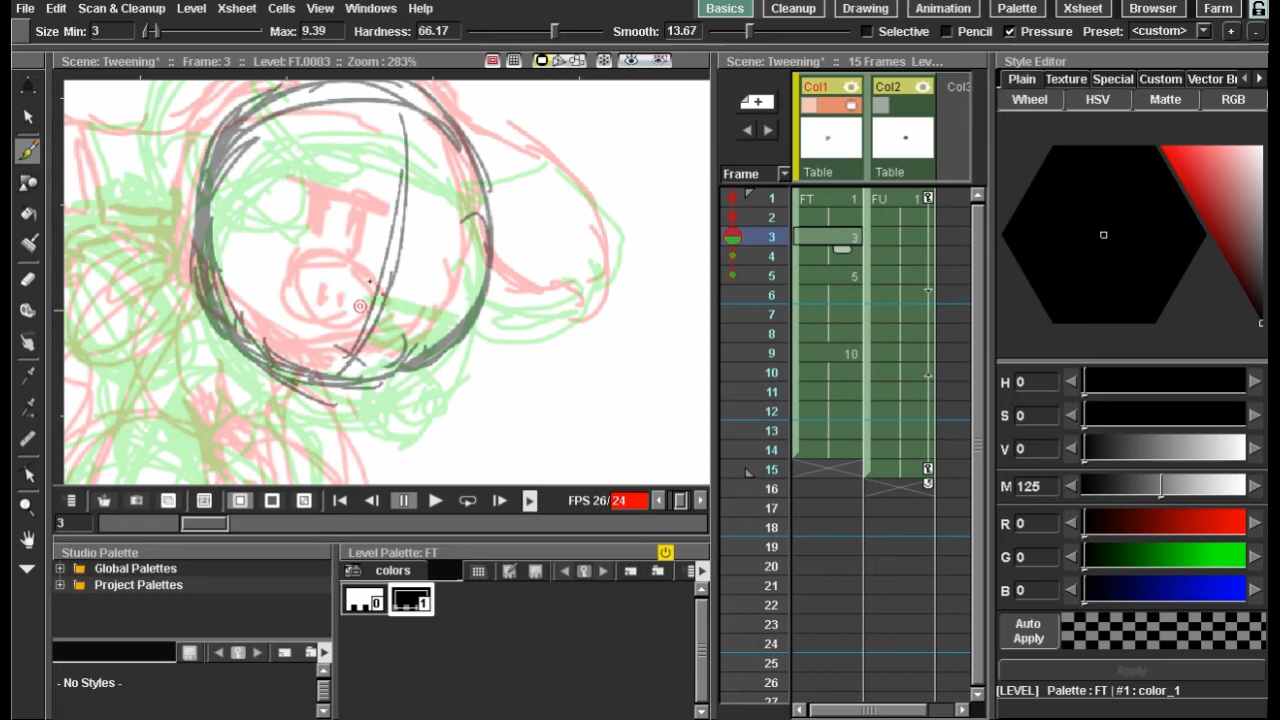 File Edit Scan & Cleanup Level Xsheet Cells View Windows Help Basics Cleanup Drawing Animation Palette Xsheet Browser Farm
Size Min: 3 Max: 9.39 Hardness: 66.17 Smooth: 13.67 Selective Pencil Pressure Preset: <custom> + -
Scene: Tweening* :: Frame: 3 :: Level: FT.0003 :: Zoom : 283%
Scene: Tweening* :: 15 Frames Lev...
Style Editor
Plain Texture Special Custom Vector B
Wheel HSV Matte RGB
Col1 Col2 Col3
+
Table Table
Frame
1 FT 1 FU 1
2
3 3
4
5 5
6
7
8
9 10
10
11
12
13
14
15
16
17
18
19
20
21
22
23
24
25
26
27
H 0
S 0
V 0
M 125
R 0
G 0
B 0
Auto Apply
Apply
[LEVEL] Palette : FT | #1 : color_1
FPS 26/24
3
Studio Palette
Global Palettes
Project Palettes
- No Styles -
Level Palette: FT
colors
0 1